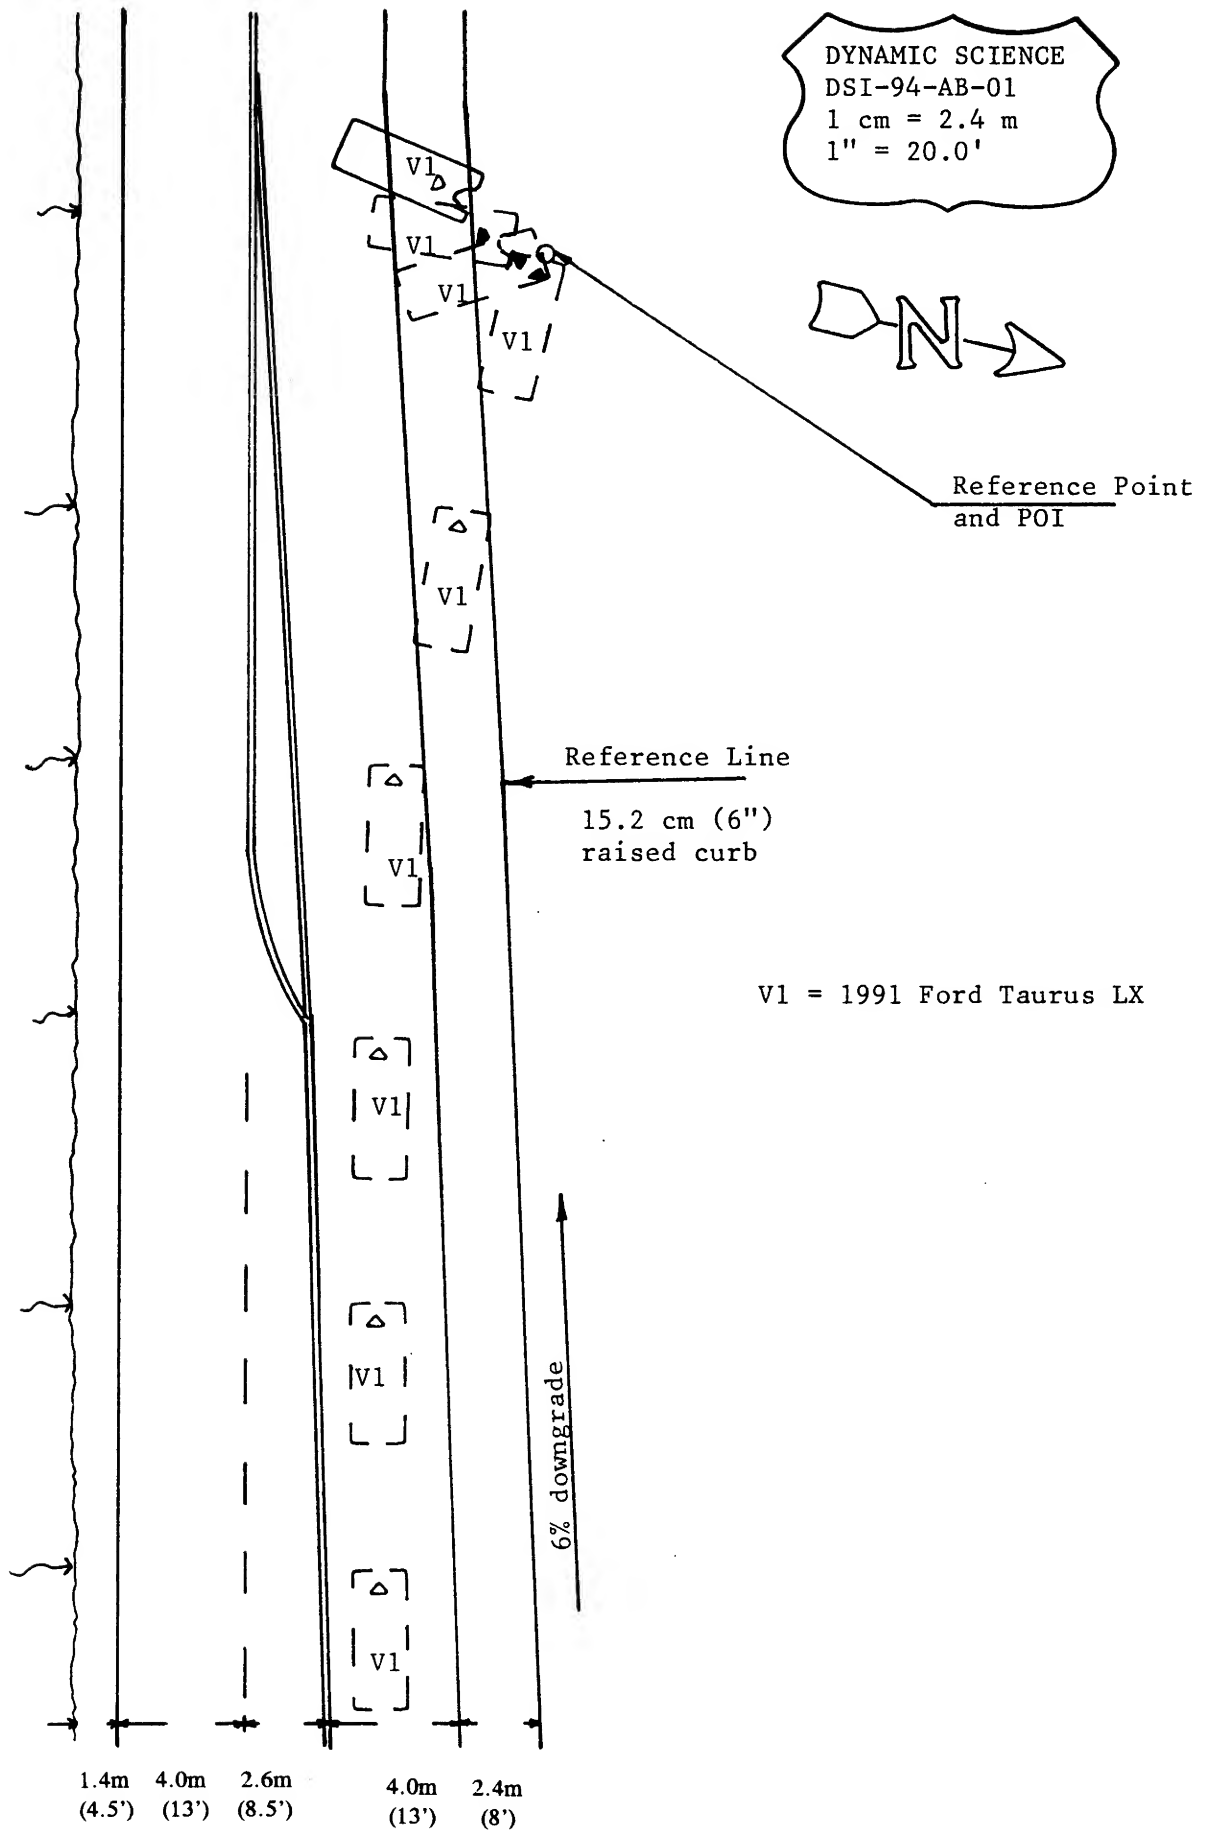 DYNAMIC SCIENCE
DSI-94-AB-01
1 cm = 2.4 m
1" = 20.0'
V1
V1
V1
V1
N
Reference Point
and POI
V1
Reference Line
15.2 cm (6")
raised curb
V1
V1 = 1991 Ford Taurus LX
V1
V1
6% downgrade
V1
1.4m 4.0m 2.6m 4.0m 2.4m
(4.5') (13') (8.5') (13') (8')